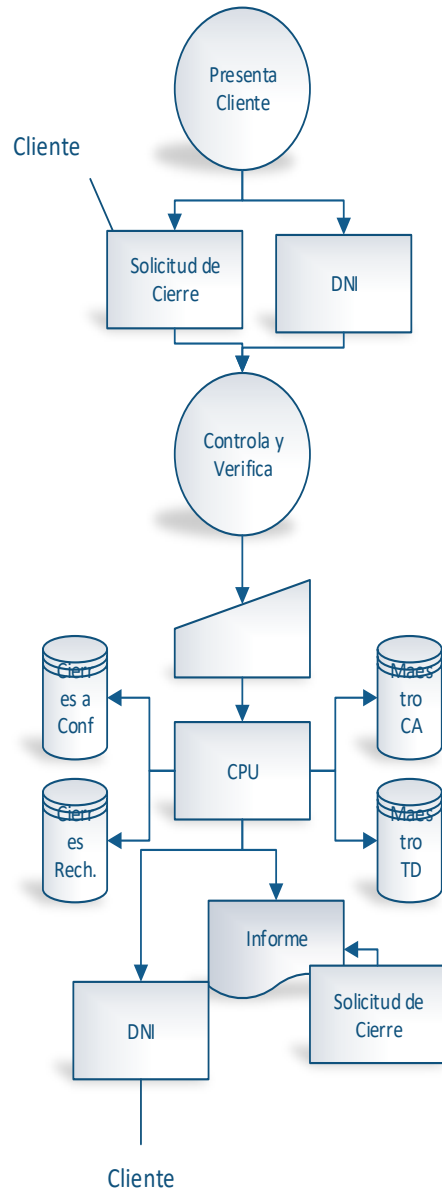 Presenta
Cliente
Cliente
Solicitud de
Cierre
DNI
Controla y
Verifica
Cierr
es a
Conf
Maes
tro
CA
CPU
Cierr
es
Rech.
Maes
tro
TD
Informe
DNI
Solicitud de
Cierre
Cliente